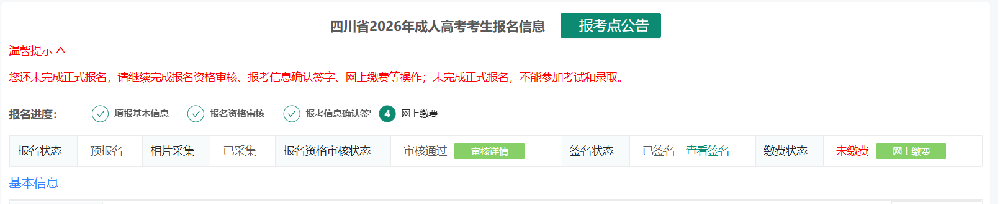 四川省2026年成人高考考生报名信息 报考点公告
温馨提示
您还未完成正式报名，请继续完成报名资格审核、报考信息确认签字、网上缴费等操作；未完成正式报名，不能参加考试和录取。
报名进度： 填报基本信息 - 报名资格审核 - 报考信息确认签 4 网上缴费
报名状态 预报名 相片采集 已采集 报名资格审核状态 审核通过 审核详情 签名状态 已签名 查看签名 缴费状态 未缴费 网上缴费
基本信息